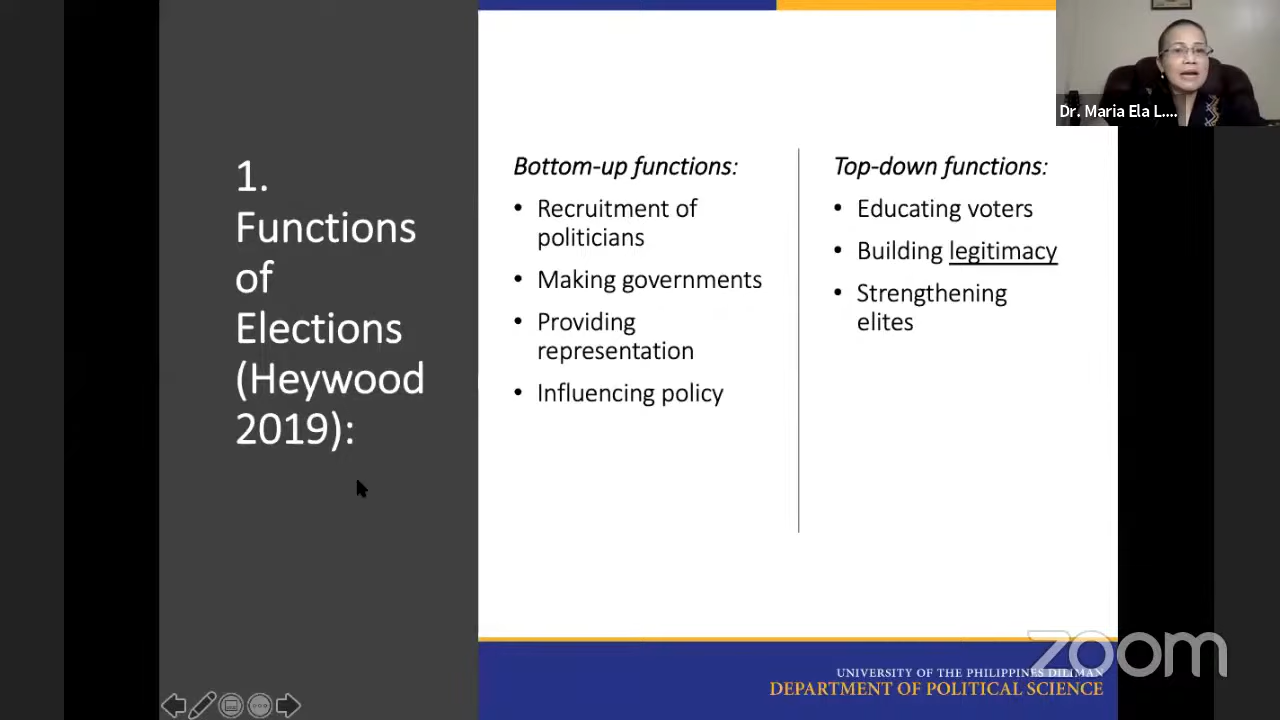 1.
Functions
of
Elections
(Heywood
2019):
Bottom-up functions:
• Recruitment of
politicians
• Making governments
• Providing
representation
• Influencing policy
Top-down functions:
• Educating voters
• Building legitimacy
• Strengthening
elites
Dr. Maria Ela L....
zoom
UNIVERSITY OF THE PHILIPPINES DILIMAN
DEPARTMENT OF POLITICAL SCIENCE